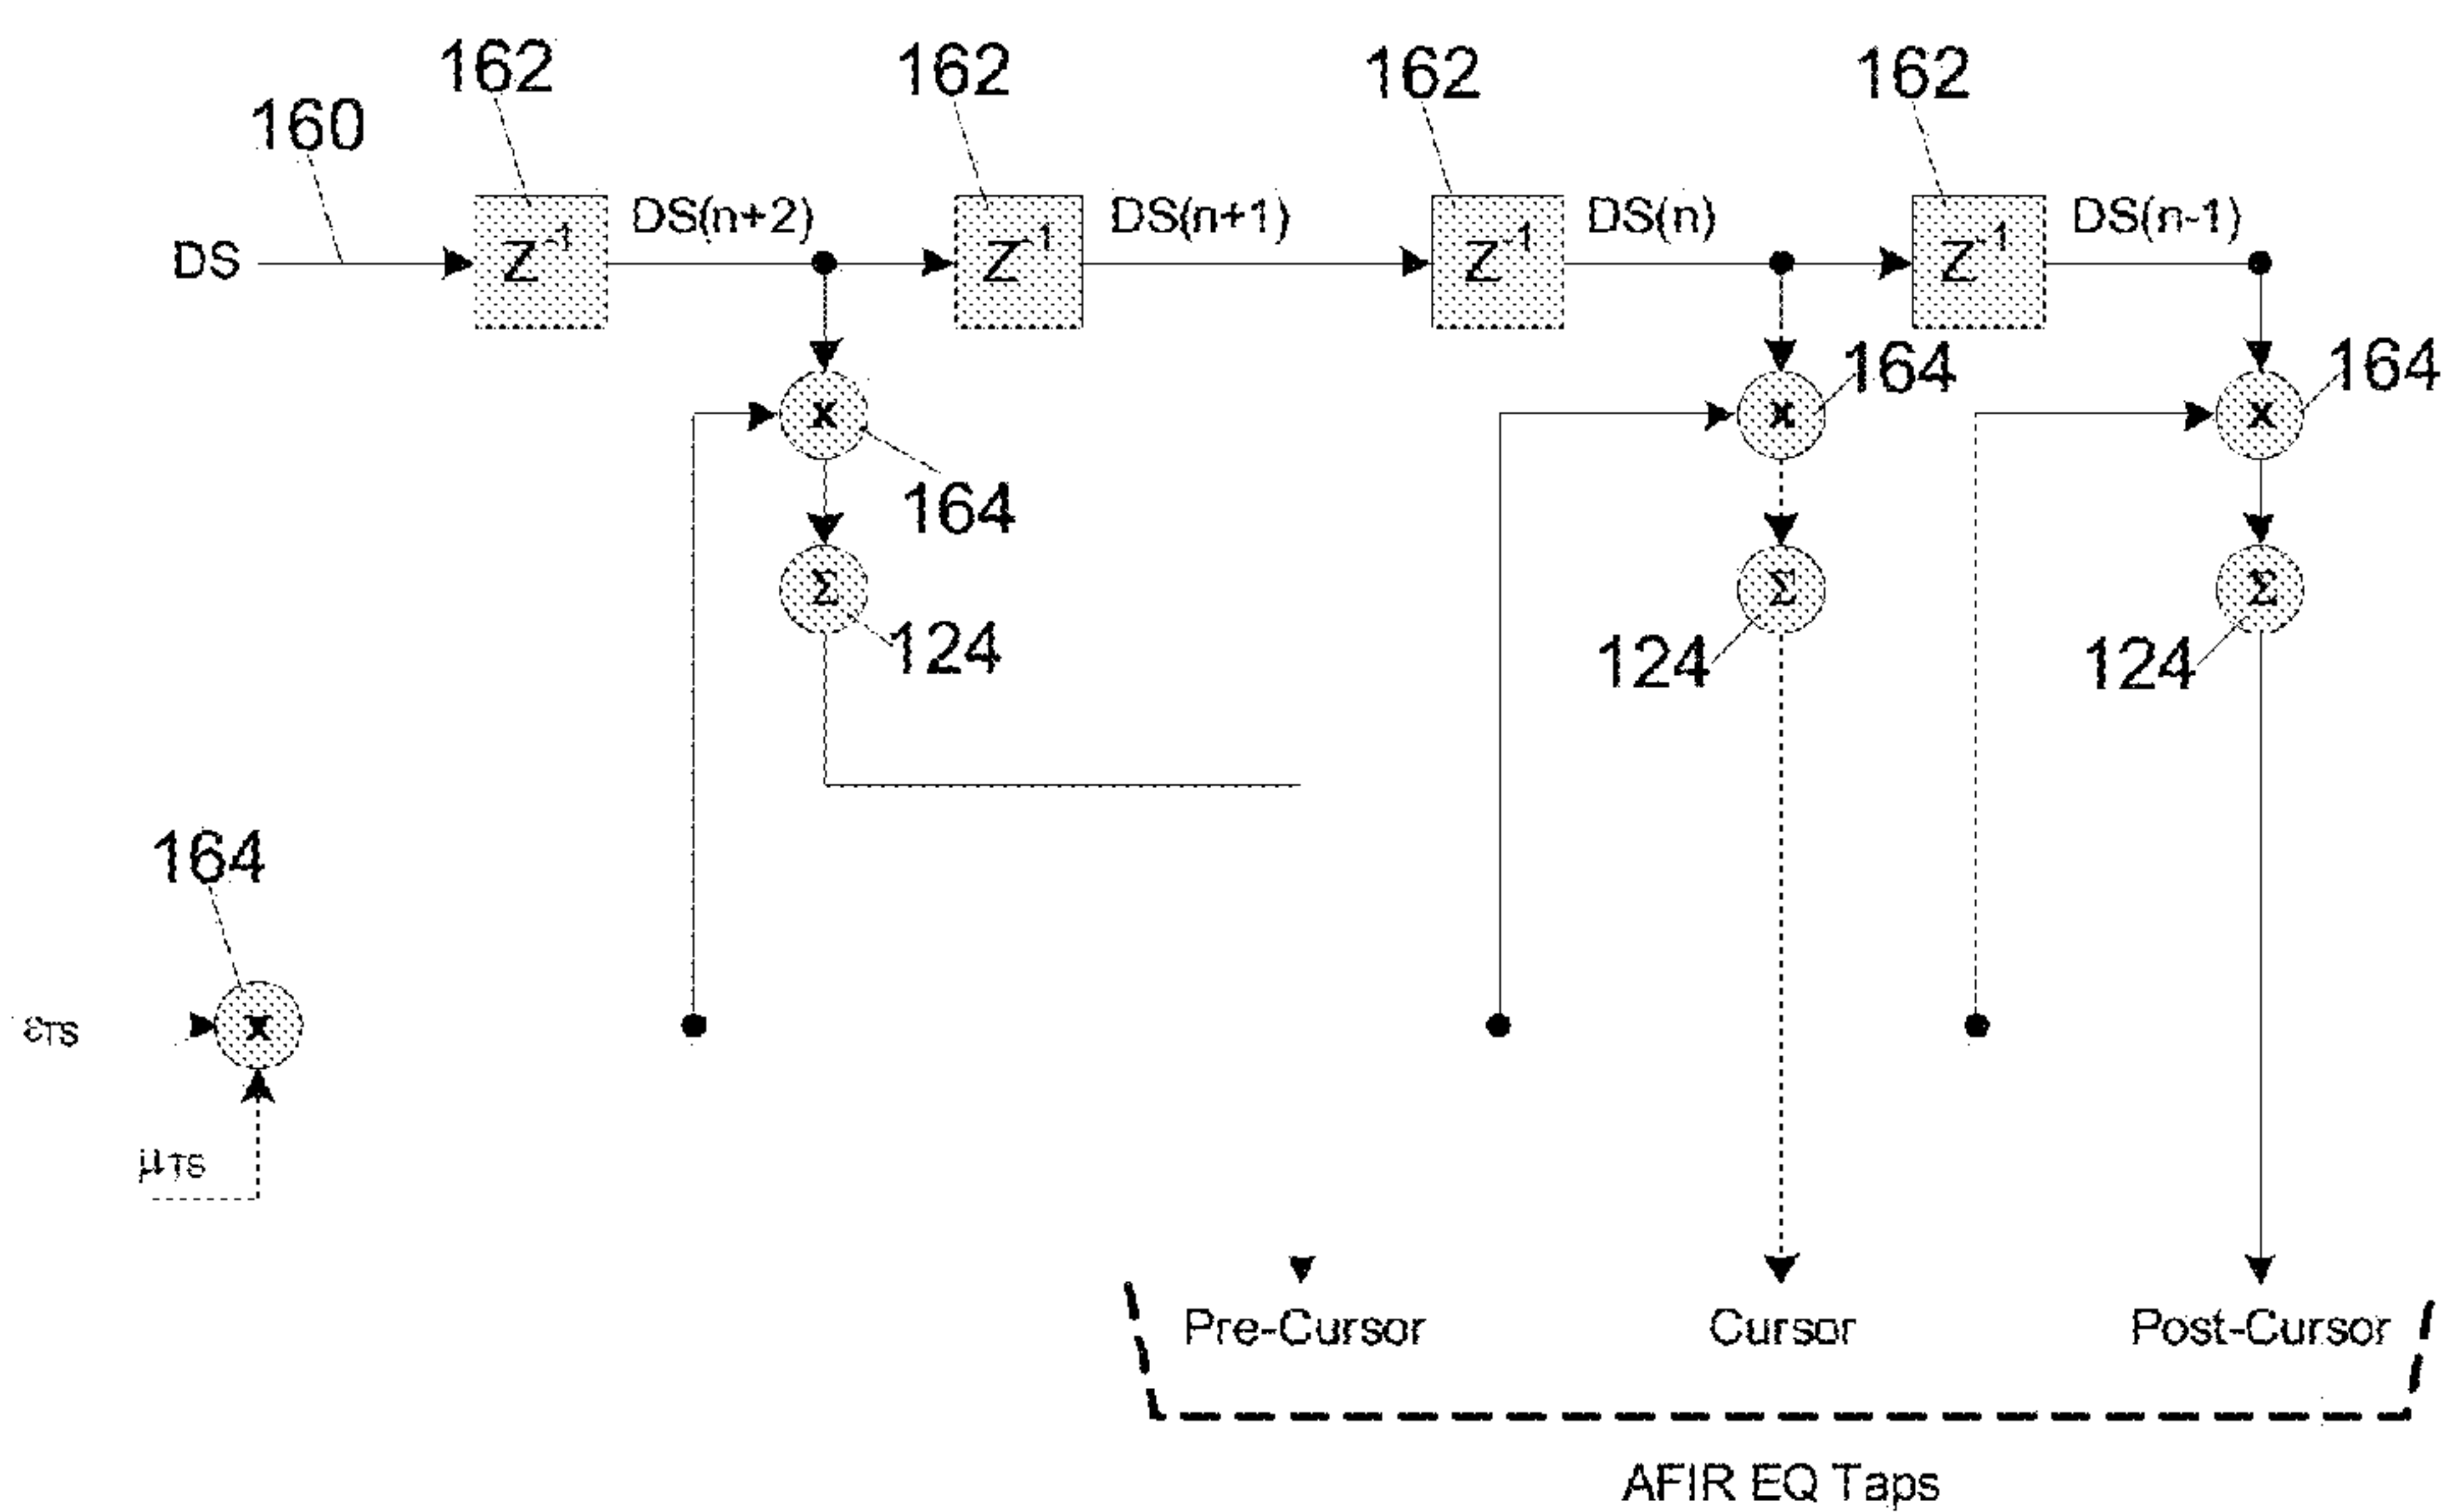 162 162 162 162
160
DS(n+2) DS(n+1) DS(n) DS(n-1)
DS Z-1 Z-1 Z-1 Z-1
164 164
x x x
164
Σ Σ Σ
124 124 124
164
εTS x
μTS
Pre-Cursor Cursor Post-Cursor
AFIR EQ Taps